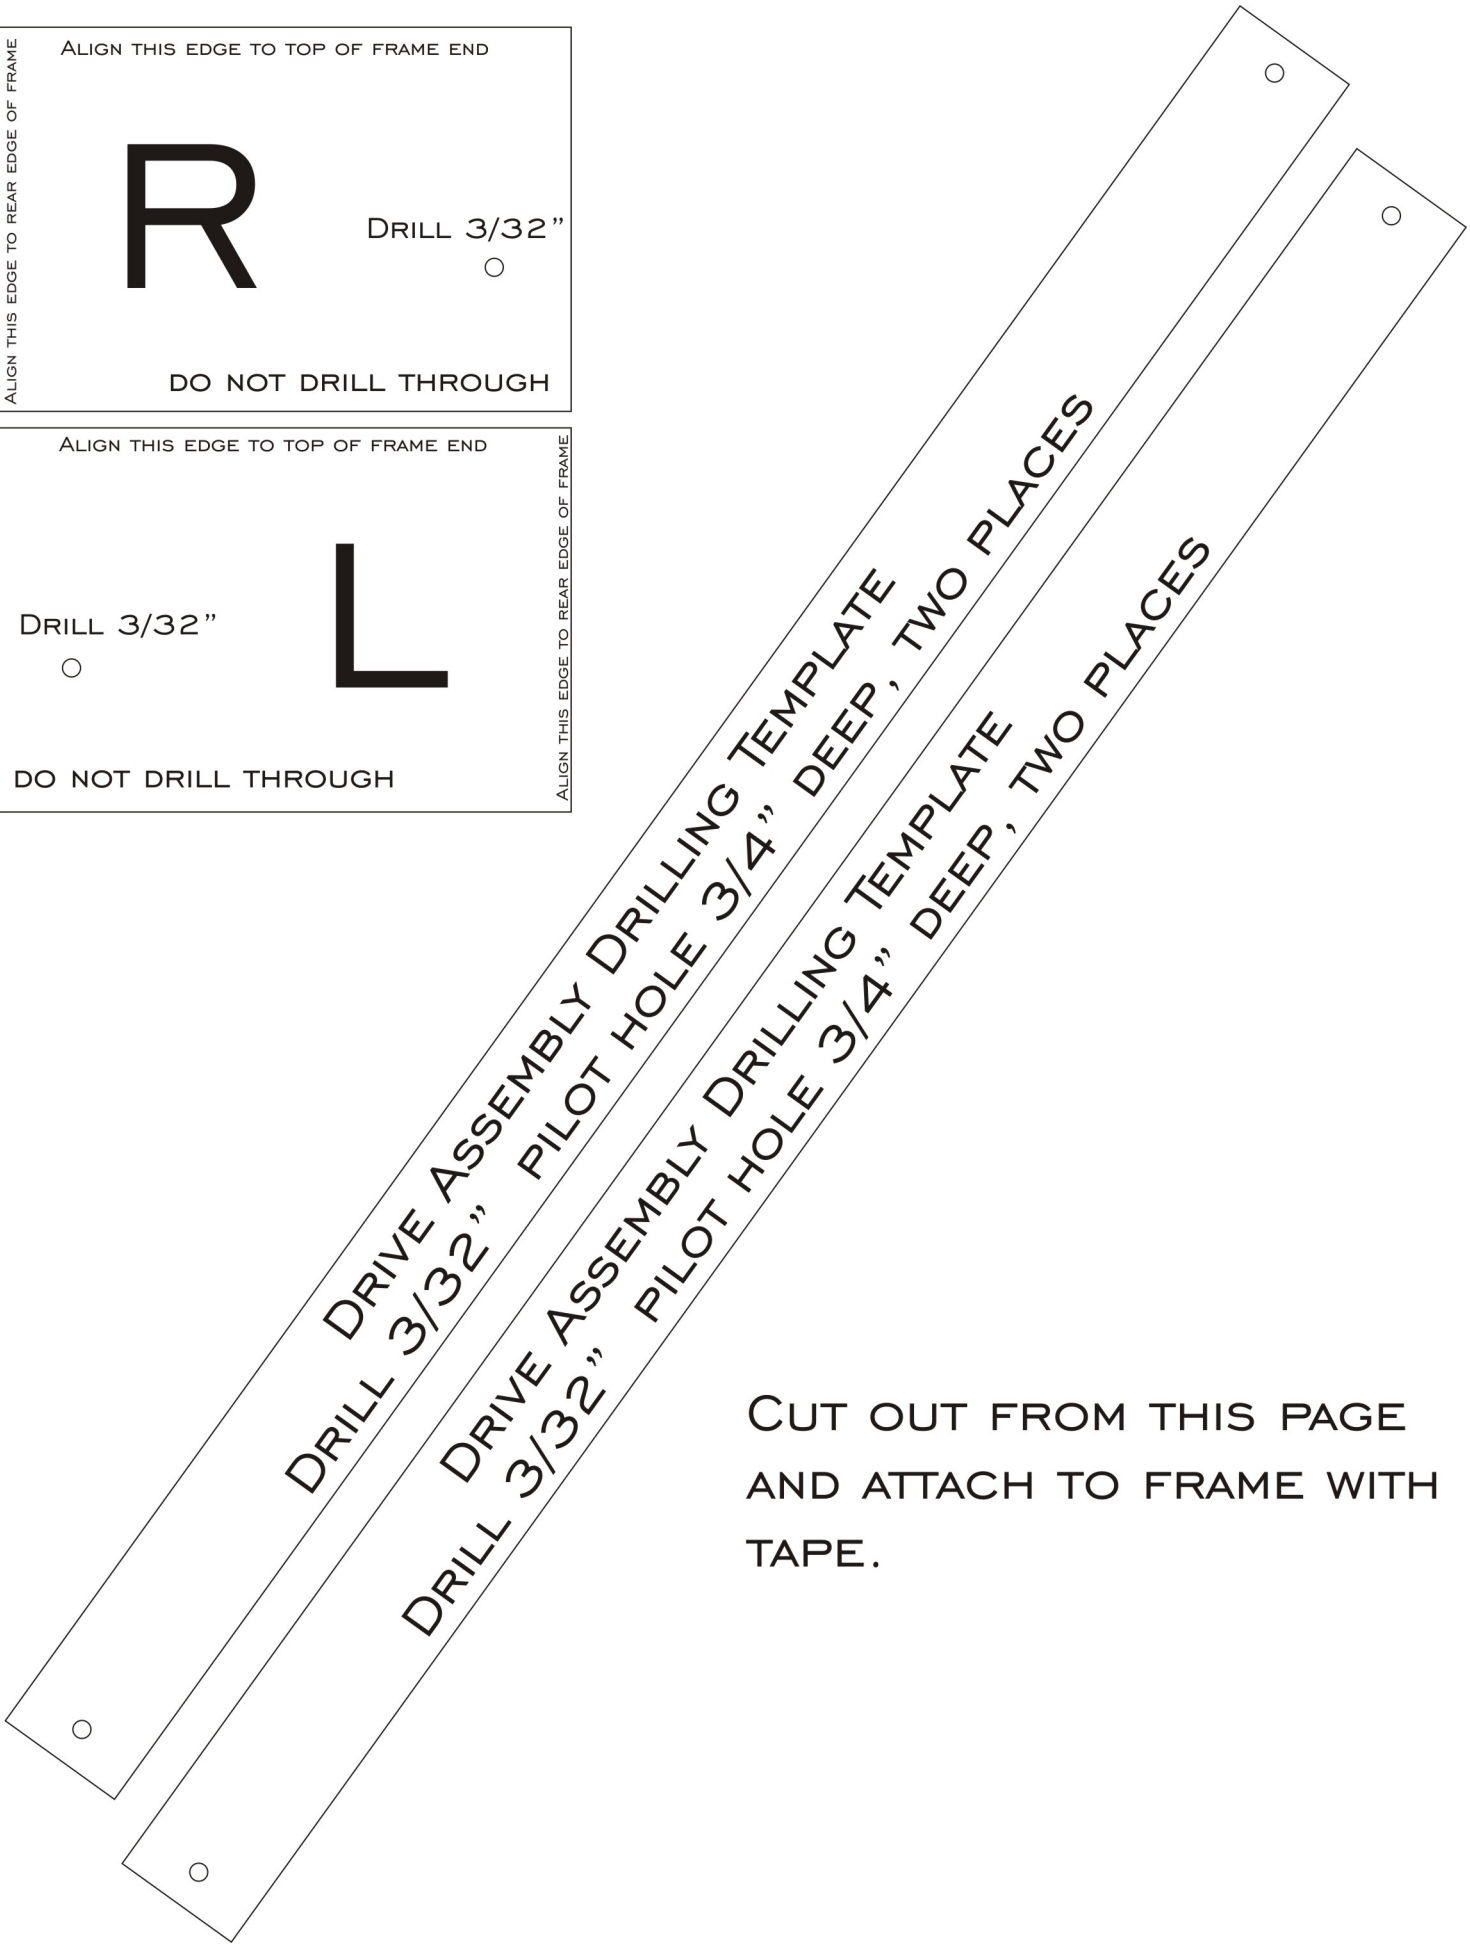 Align this edge to top of frame end
Align this edge to rear edge of frame
R
Drill 3/32”
DO NOT DRILL THROUGH
Align this edge to top of frame end
Align this edge to rear edge of frame
L
Drill 3/32”
DO NOT DRILL THROUGH
Drive Assembly Drilling Template
Drill 3/32” pilot hole 3/4” deep, two places
Drive Assembly Drilling Template
Drill 3/32” pilot hole 3/4” deep, two places
Cut out from this page
and attach to frame with
tape.